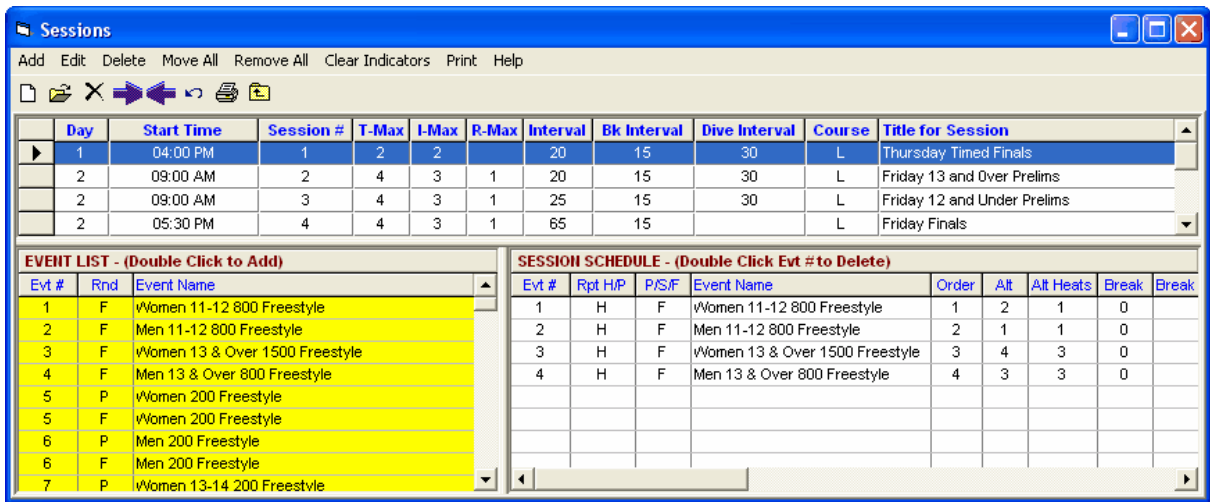 Sessions
Add Edit Delete Move All Remove All Clear Indicators Print Help
Day Start Time Session # T-Max I-Max R-Max Interval Bk Interval Dive Interval Course Title for Session
1 04:00 PM 1 2 2 20 15 30 L Thursday Timed Finals
2 09:00 AM 2 4 3 1 20 15 30 L Friday 13 and Over Prelims
2 09:00 AM 3 4 3 1 25 15 30 L Friday 12 and Under Prelims
2 05:30 PM 4 4 3 1 65 15 L Friday Finals
EVENT LIST - (Double Click to Add)
Evt # Rnd Event Name
1 F Women 11-12 800 Freestyle
2 F Men 11-12 800 Freestyle
3 F Women 13 & Over 1500 Freestyle
4 F Men 13 & Over 800 Freestyle
5 P Women 200 Freestyle
5 F Women 200 Freestyle
6 P Men 200 Freestyle
6 F Men 200 Freestyle
7 P Women 13-14 200 Freestyle
SESSION SCHEDULE - (Double Click Evt # to Delete)
Evt # Rpt H/P P/S/F Event Name Order Alt Alt Heats Break Break
1 H F Women 11-12 800 Freestyle 1 2 1 0
2 H F Men 11-12 800 Freestyle 2 1 1 0
3 H F Women 13 & Over 1500 Freestyle 3 4 3 0
4 H F Men 13 & Over 800 Freestyle 4 3 3 0